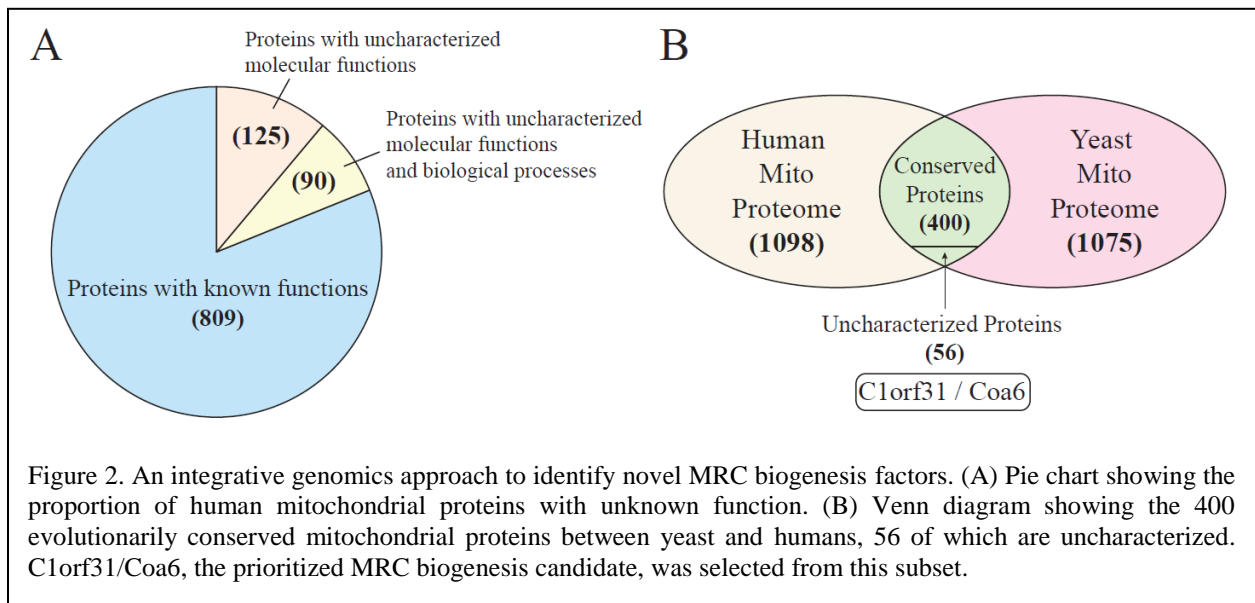 A
Proteins with uncharacterized
molecular functions
(125)
Proteins with uncharacterized
molecular functions
and biological processes
(90)
Proteins with known functions
(809)
B
Human
Mito
Proteome
(1098)
Conserved
Proteins
(400)
Yeast
Mito
Proteome
(1075)
Uncharacterized Proteins
(56)
C1orf31 / Coa6
Figure 2. An integrative genomics approach to identify novel MRC biogenesis factors. (A) Pie chart showing the
proportion of human mitochondrial proteins with unknown function. (B) Venn diagram showing the 400
evolutionarily conserved mitochondrial proteins between yeast and humans, 56 of which are uncharacterized.
C1orf31/Coa6, the prioritized MRC biogenesis candidate, was selected from this subset.